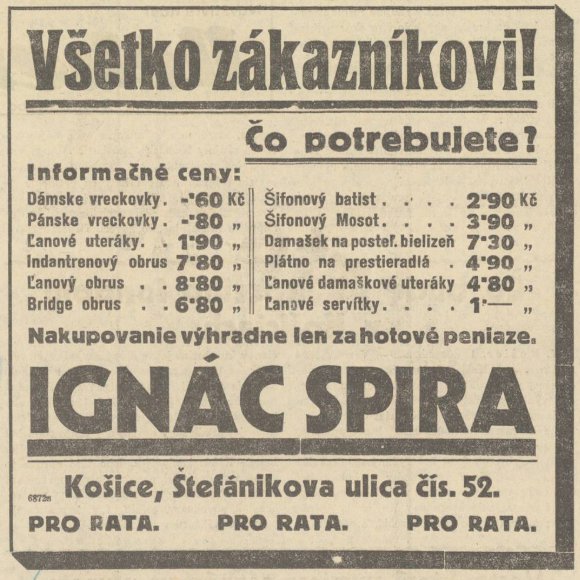 Všetko zákazníkovi!
Čo potrebujete?
Informačné ceny:
Dámske vreckovky . -·60 Kč
Pánske vreckovky . -·80 „
Ľanové uteráky. . 1·90 „
Indantrenový obrus 7·80 „
Ľanový obrus . . 8·80 „
Bridge obrus . . 6·80 „
Šifonový batist . . . . 2·90 Kč
Šifonový Mosot . . . . 3·90 „
Damašek na posteľ. bielizeň 7·30 „
Plátno na prestieradlá . 4·90 „
Ľanové damaškové uteráky 4·80 „
Ľanové servítky . . . . 1·— „
Nakupovanie výhradne len za hotové peniaze.
IGNÁC SPIRA
Košice, Štefánikova ulica čís. 52.
6872s
PRO RATA. PRO RATA. PRO RATA.